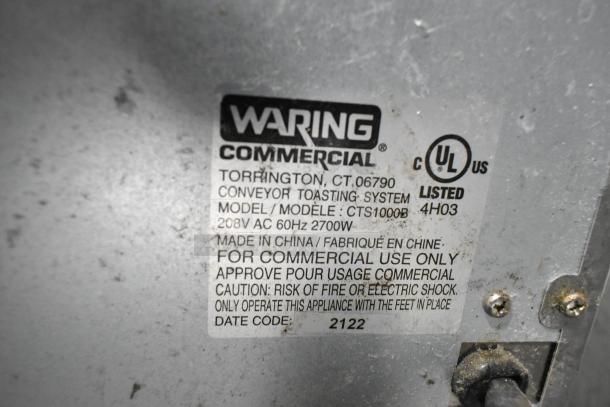 WARING
COMMERCIAL®
TORRINGTON, CT. 06790
CONVEYOR TOASTING SYSTEM
MODEL / MODÈLE : CTS1000B
208V AC 60Hz 2700W
C UL US
LISTED
4H03
MADE IN CHINA / FABRIQUÉ EN CHINE
FOR COMMERCIAL USE ONLY
APPROVE POUR USAGE COMMERCIAL
CAUTION: RISK OF FIRE OR ELECTRIC SHOCK.
ONLY OPERATE THIS APPLIANCE WITH THE FEET IN PLACE
DATE CODE: 2122